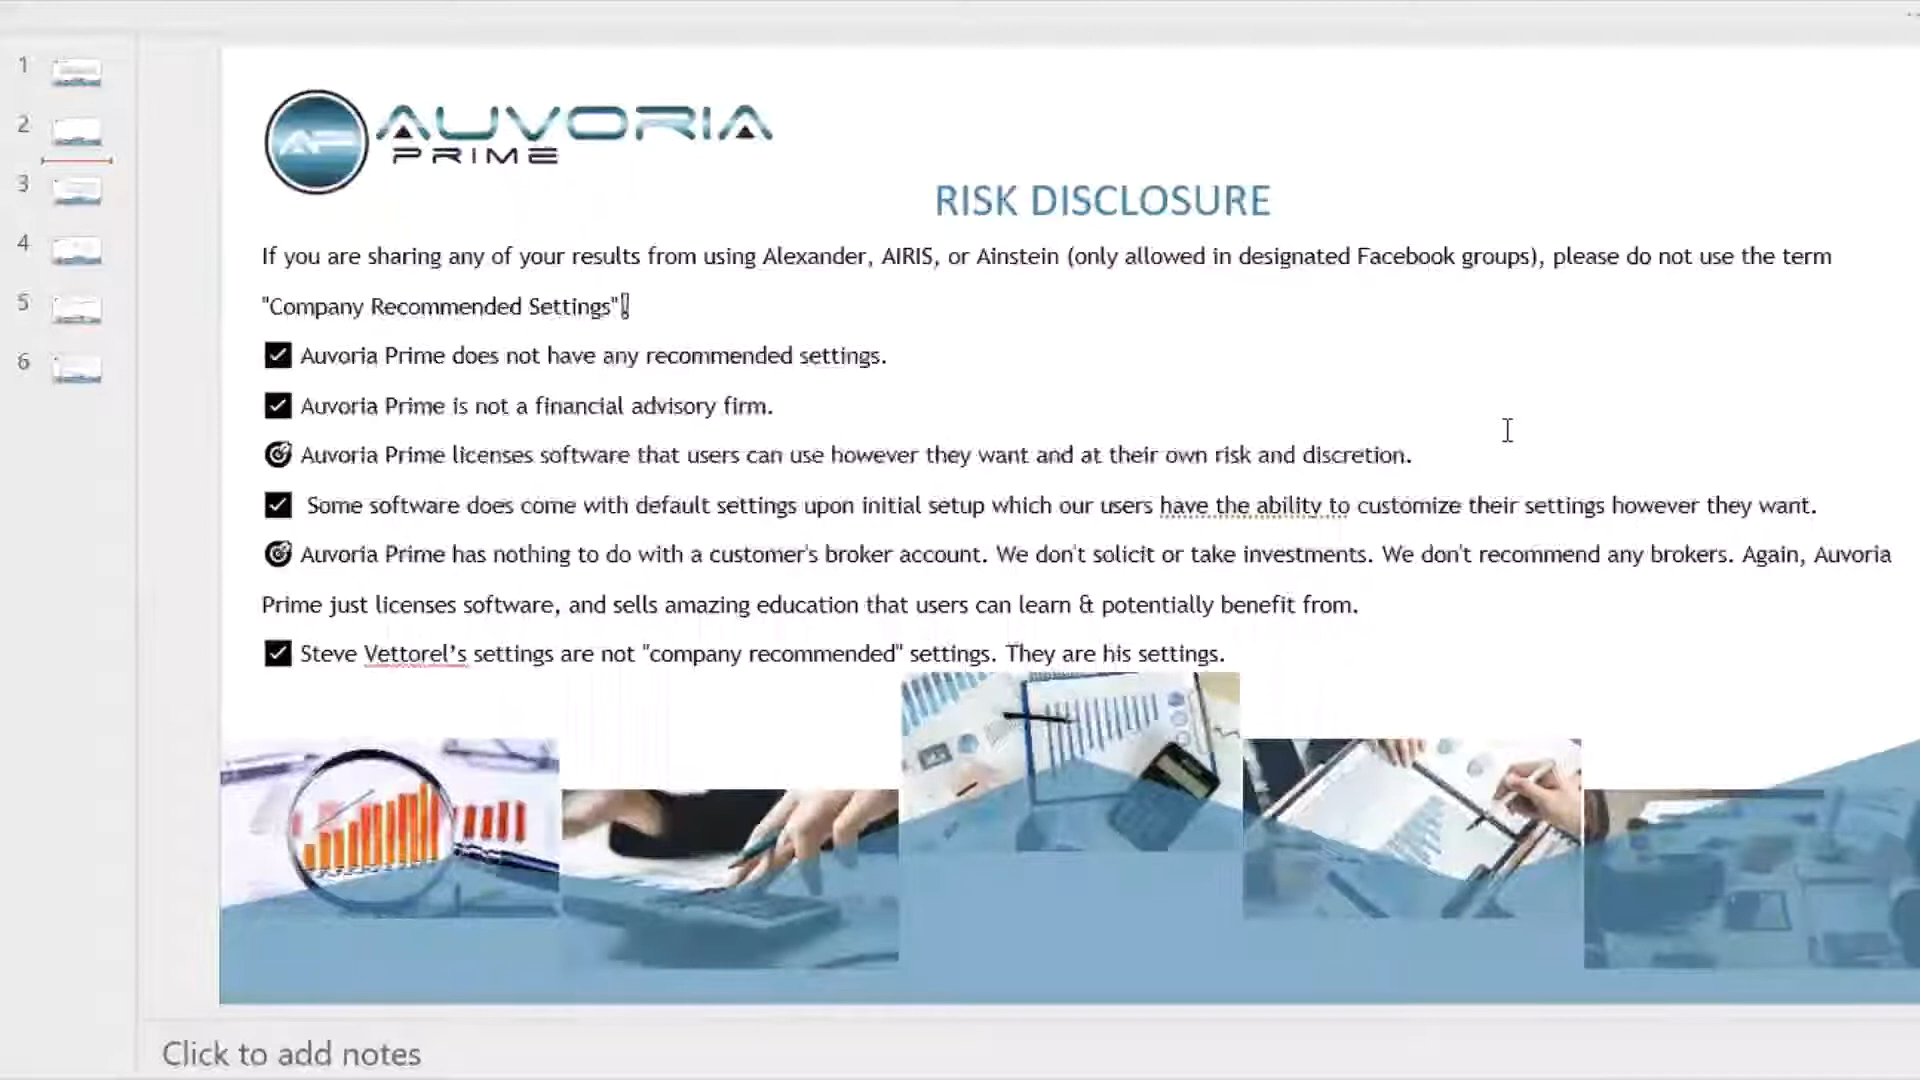 1
2
3
4
5
6
AP AUVORIA
PRIME
RISK DISCLOSURE
If you are sharing any of your results from using Alexander, AIRIS, or Ainstein (only allowed in designated Facebook groups), please do not use the term
"Company Recommended Settings"!
Auvoria Prime does not have any recommended settings.
Auvoria Prime is not a financial advisory firm.
Auvoria Prime licenses software that users can use however they want and at their own risk and discretion.
Some software does come with default settings upon initial setup which our users have the ability to customize their settings however they want.
Auvoria Prime has nothing to do with a customer's broker account. We don't solicit or take investments. We don't recommend any brokers. Again, Auvoria
Prime just licenses software, and sells amazing education that users can learn & potentially benefit from.
Steve Vettorel’s settings are not "company recommended" settings. They are his settings.
Click to add notes